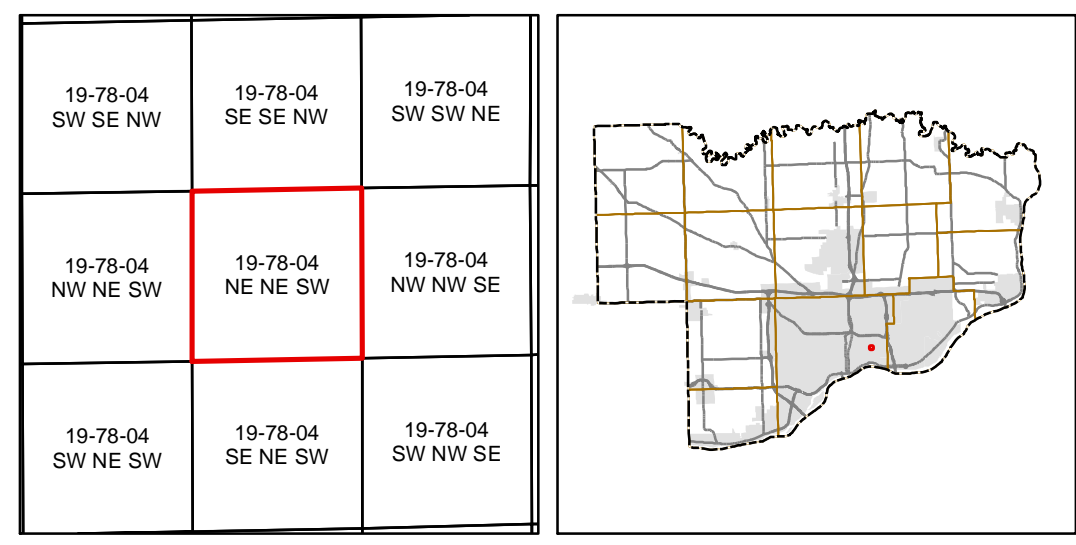 19-78-04
SW SE NW
19-78-04
SE SE NW
19-78-04
SW SW NE
19-78-04
NW NE SW
19-78-04
NE NE SW
19-78-04
NW NW SE
19-78-04
SW NE SW
19-78-04
SE NE SW
19-78-04
SW NW SE